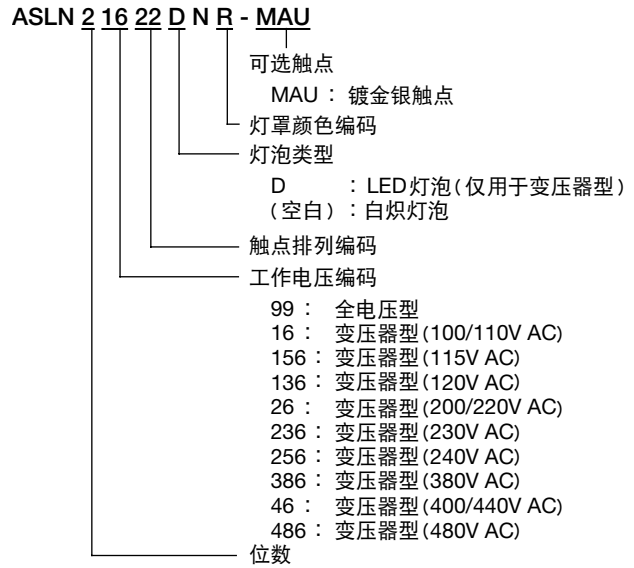 ASLN 2 16 22 D N R - MAU
可选触点
MAU : 镀金银触点
灯罩颜色编码
灯泡类型
D : LED灯泡(仅用于变压器型)
(空白) : 白炽灯泡
触点排列编码
工作电压编码
99 : 全电压型
16 : 变压器型(100/110V AC)
156 : 变压器型(115V AC)
136 : 变压器型(120V AC)
26 : 变压器型(200/220V AC)
236 : 变压器型(230V AC)
256 : 变压器型(240V AC)
386 : 变压器型(380V AC)
46 : 变压器型(400/440V AC)
486 : 变压器型(480V AC)
位数